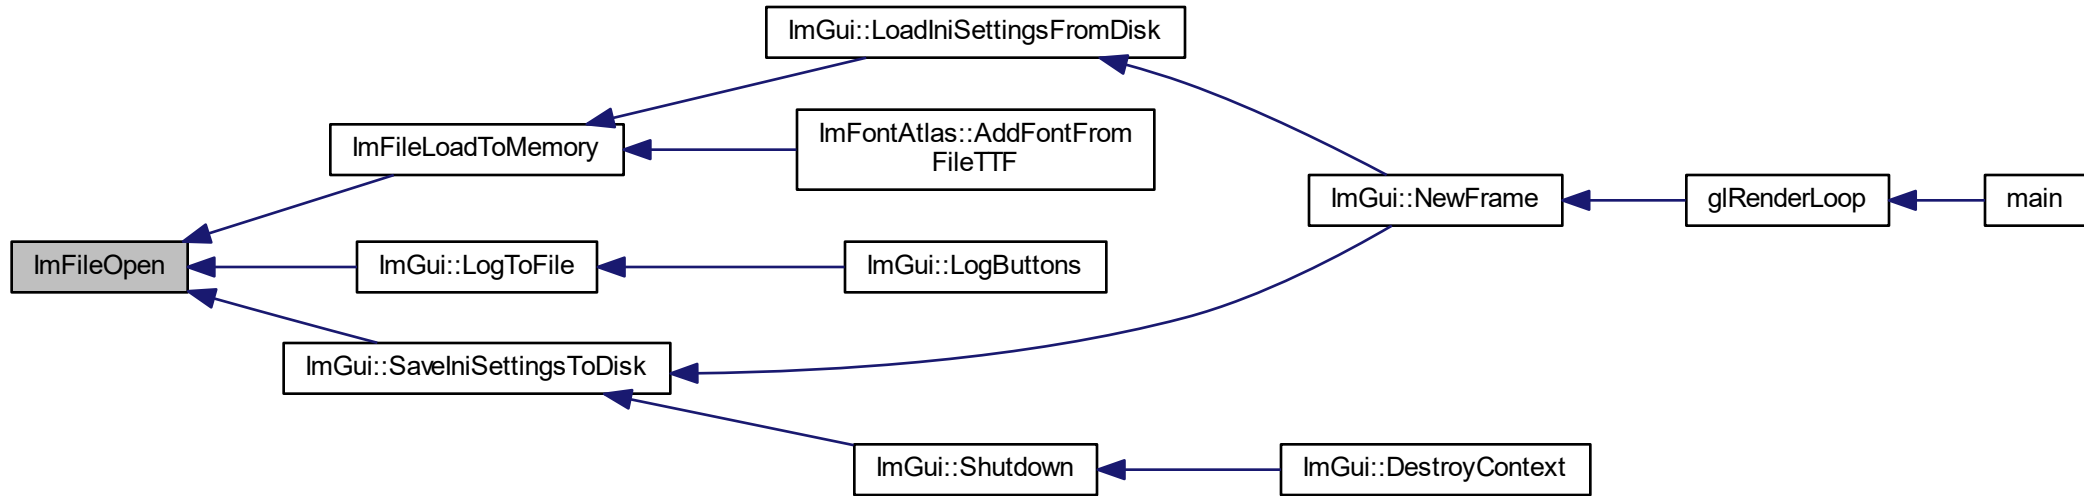 ImGui::LoadIniSettingsFromDisk
ImFileLoadToMemory
ImFontAtlas::AddFontFrom
FileTTF
ImGui::NewFrame
glRenderLoop
main
ImFileOpen
ImGui::LogToFile
ImGui::LogButtons
ImGui::SaveIniSettingsToDisk
ImGui::Shutdown
ImGui::DestroyContext